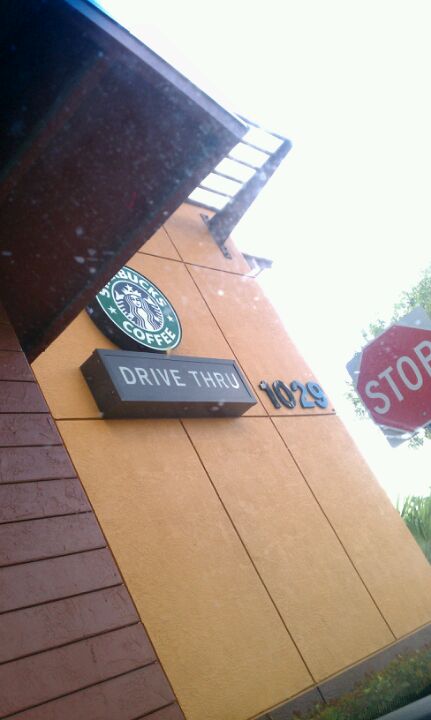 STARBUCKS
COFFEE
DRIVE THRU
1029
STOP